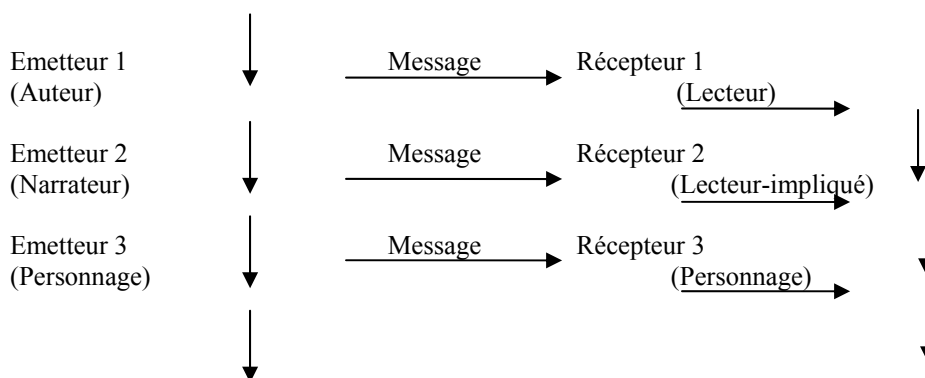 Emetteur 1 Message Récepteur 1
(Auteur) (Lecteur)
Emetteur 2 Message Récepteur 2
(Narrateur) (Lecteur-impliqué)
Emetteur 3 Message Récepteur 3
(Personnage) (Personnage)